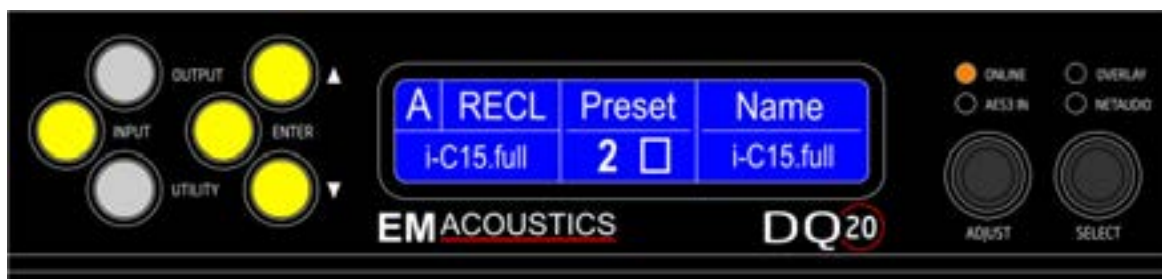 OUTPUT
INPUT
ENTER
UTILITY
▲
▼
A RECL Preset Name
i-C15.full 2 i-C15.full
EM ACOUSTICS
DQ20
ONLINE
OVERLAY
AES3 IN
NETAUDIO
ADJUST
SELECT